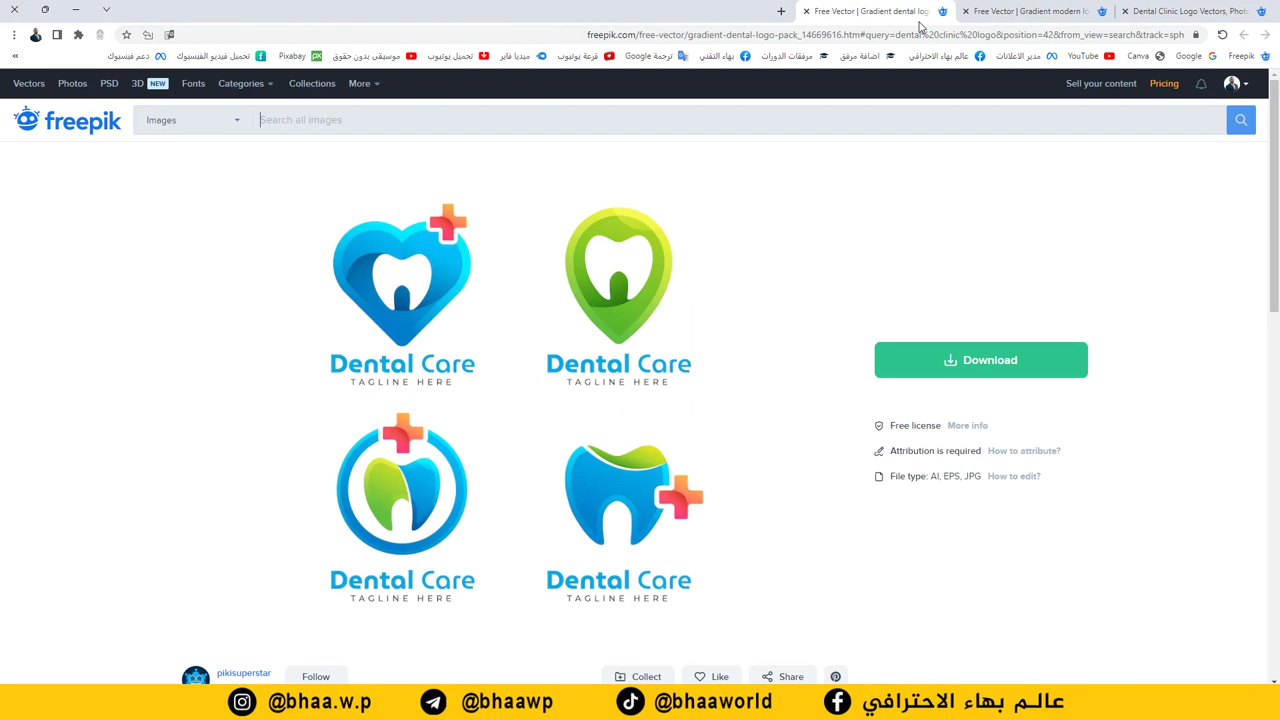 Free Vector | Gradient dental log
Free Vector | Gradient modern lo
Dental Clinic Logo Vectors, Photo
freepik.com/free-vector/gradient-dental-logo-pack_14669616.htm#query=dental%20clinic%20logo&position=42&from_view=search&track=sph
دعم فيسبوك
تحميل فيديو الفيسبوك
موسيقى بدون حقوق
Pixabay
تحميل يوتيوب
ميديا فاير
قرعة يوتيوب
ترجمة Google
بهاء التقني
مرفقات الدورات
اضافة مرفق
عالم بهاء الاحترافي
مدير الاعلانات
YouTube
Canva
Google
Freepik
Vectors
Photos
PSD
3D NEW
Fonts
Categories
Collections
More
Sell your content
Pricing
freepik
Images
Search all images
Dental Care
TAGLINE HERE
Dental Care
TAGLINE HERE
Download
Free license More info
Attribution is required How to attribute?
File type: AI, EPS, JPG How to edit?
Dental Care
TAGLINE HERE
Dental Care
TAGLINE HERE
pikisuperstar
Follow
Collect
Like
Share
@bhaa.w.p
@bhaawp
@bhaaworld
عالم بهاء الاحترافي